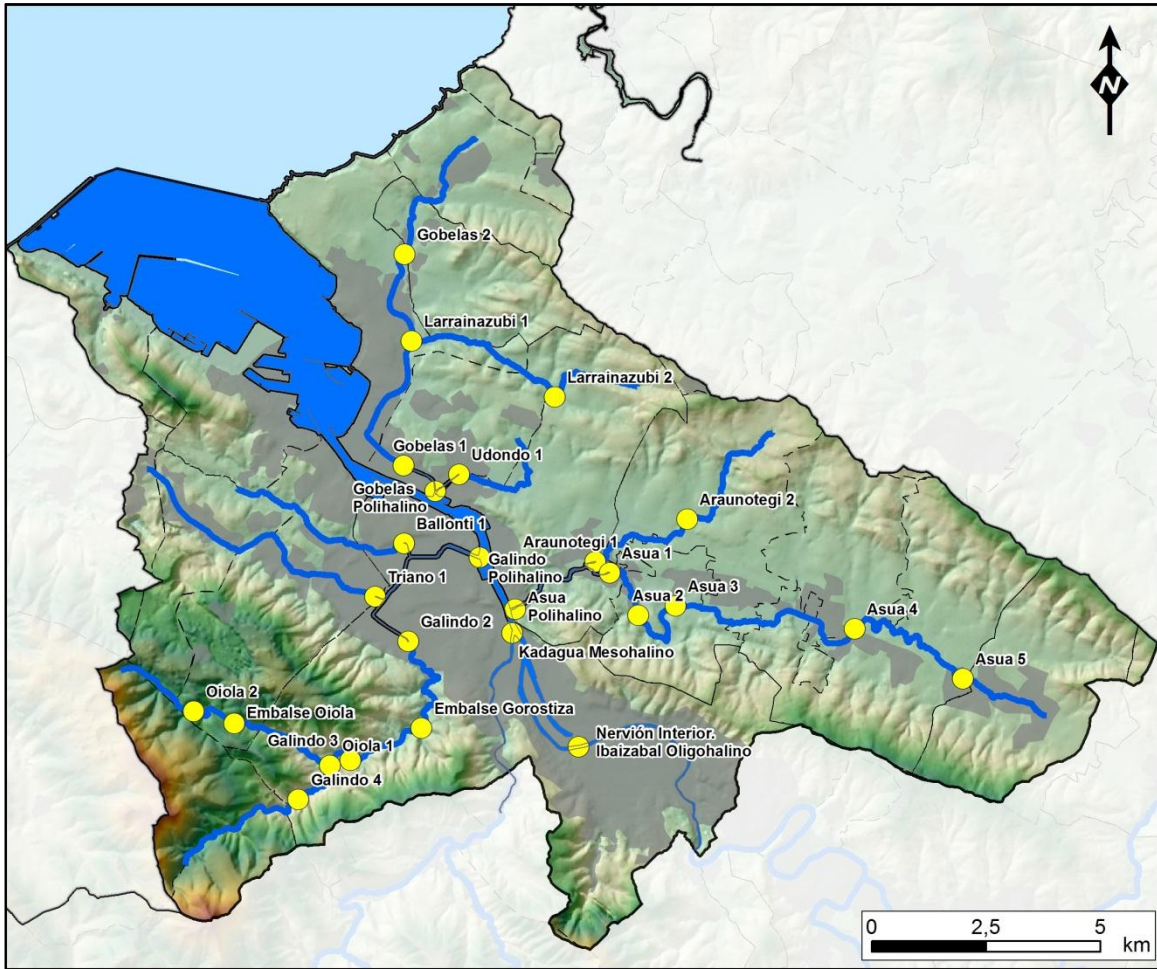 N
Gobelas 2
Larrainazubi 1
Larrainazubi 2
Gobelas 1
Udondo 1
Gobelas
Polihalino
Ballonti 1
Araunotegi 2
Araunotegi 1
Asua 1
Galindo
Polihalino
Triano 1
Asua 2
Asua 3
Asua
Polihalino
Asua 4
Galindo 2
Kadagua Mesohalino
Asua 5
Oiola 2
Embalse Oiola
Embalse Gorostiza
Nervión Interior.
Ibaizabal Oligohalino
Galindo 3
Oiola 1
Galindo 4
0 2,5 5
km